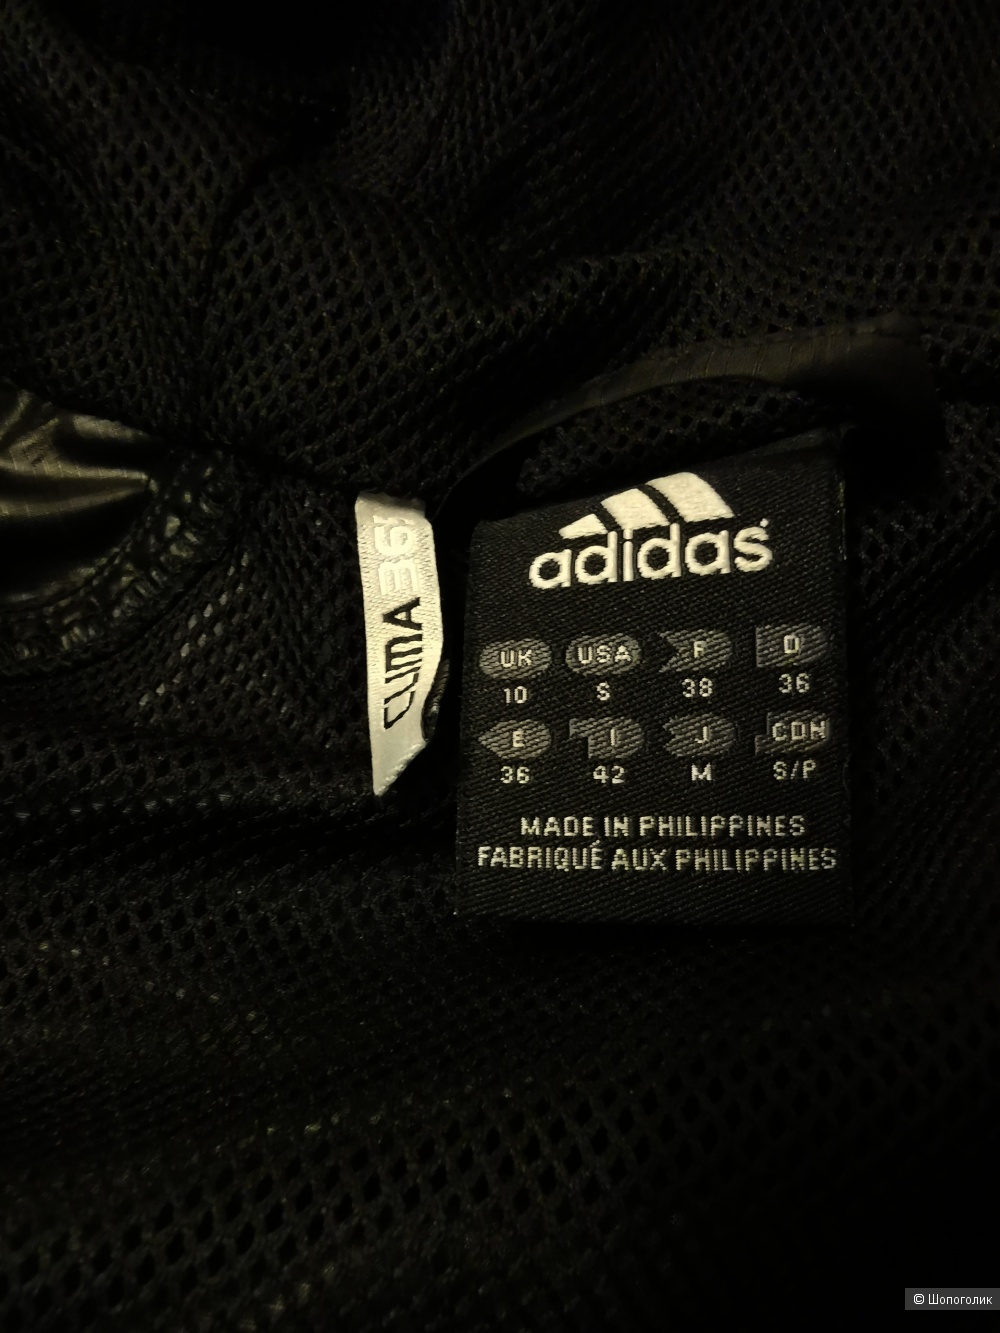 CLIMA 365
adidas
UK USA F D
10 S 38 36
E I J CDN
36 42 M S/P
MADE IN PHILIPPINES
FABRIQUÉ AUX PHILIPPINES
© Шопоголик